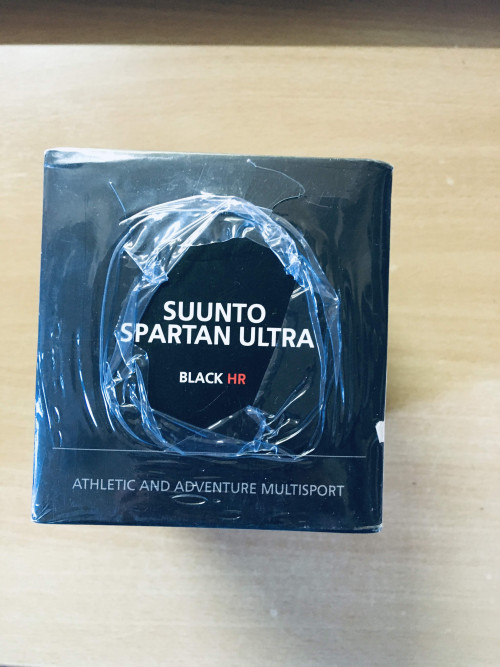 SUUNTO
SPARTAN ULTRA
BLACK HR
ATHLETIC AND ADVENTURE MULTISPORT